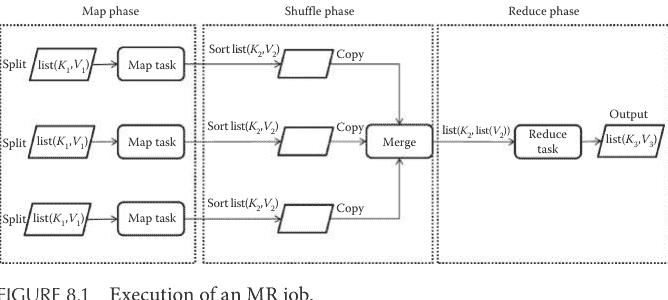 Map phase
Shuffle phase
Reduce phase
Split
list(K₁,V₁)
Map task
Sort list(K₂,V₂)
Copy
Split
list(K₁,V₁)
Map task
Sort list(K₂,V₂)
Copy
Merge
list(K₂, list(V₂))
Reduce
task
Output
list(K₃,V₃)
Split
list(K₁,V₁)
Map task
Sort list(K₂,V₂)
Copy
FIGURE 8.1 Execution of an MR job.